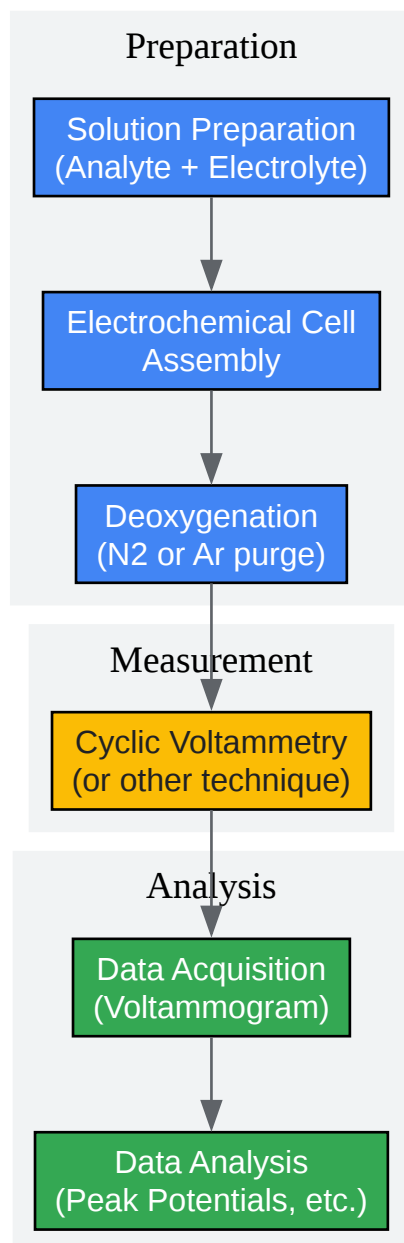 Preparation
Solution Preparation
(Analyte + Electrolyte)
Electrochemical Cell
Assembly
Deoxygenation
(N2 or Ar purge)
Measurement
Cyclic Voltammetry
(or other technique)
Analysis
Data Acquisition
(Voltammogram)
Data Analysis
(Peak Potentials, etc.)